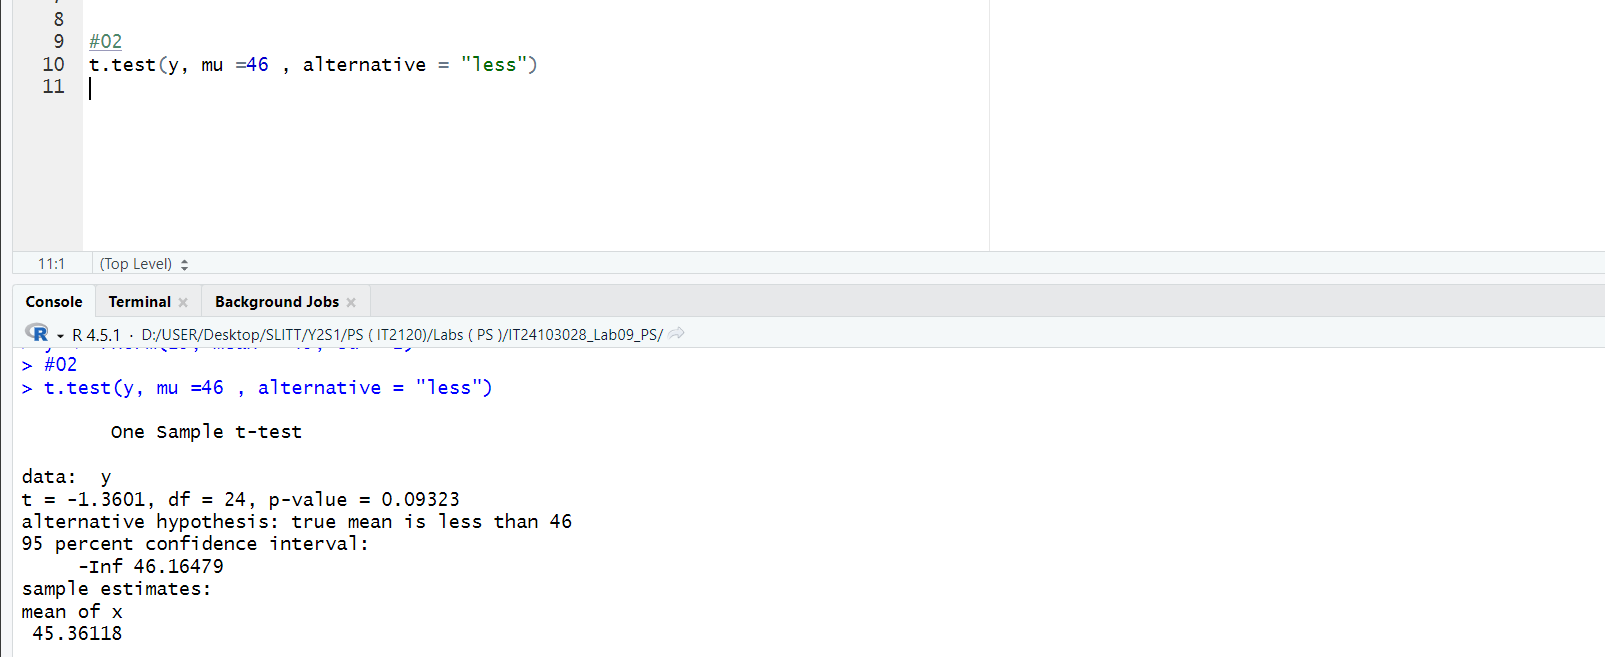 8
9 #02
10 t.test(y, mu =46 , alternative = "less")
11
11:1 (Top Level)
Console Terminal Background Jobs
R 4.5.1 · D:/USER/Desktop/SLITT/Y2S1/PS ( IT2120)/Labs ( PS )/IT24103028_Lab09_PS/
> #02
> t.test(y, mu =46 , alternative = "less")
One Sample t-test
data:  y
t = -1.3601, df = 24, p-value = 0.09323
alternative hypothesis: true mean is less than 46
95 percent confidence interval:
-Inf 46.16479
sample estimates:
mean of x
45.36118